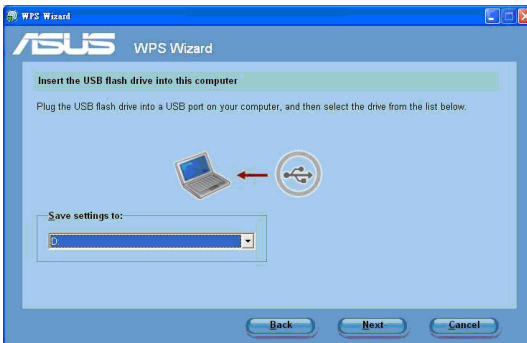 WPS Wizard
ASUS WPS Wizard
Insert the USB flash drive into this computer
Plug the USB flash drive into a USB port on your computer, and then select the drive from the list below.
Save settings to:
D:
Back Next Cancel